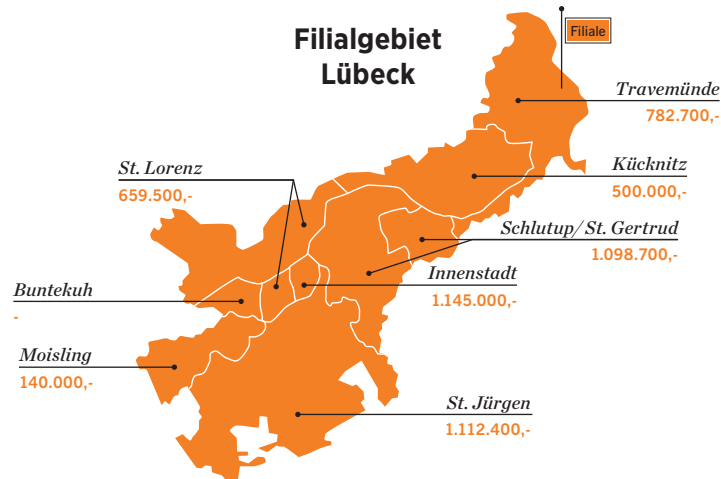 Filialgebiet
Lübeck
Filiale
Travemünde
782.700,-
St. Lorenz
659.500,-
Kücknitz
500.000,-
Schlutup/St. Gertrud
1.098.700,-
Innenstadt
1.145.000,-
Buntekuh
-
Moisling
140.000,-
St. Jürgen
1.112.400,-